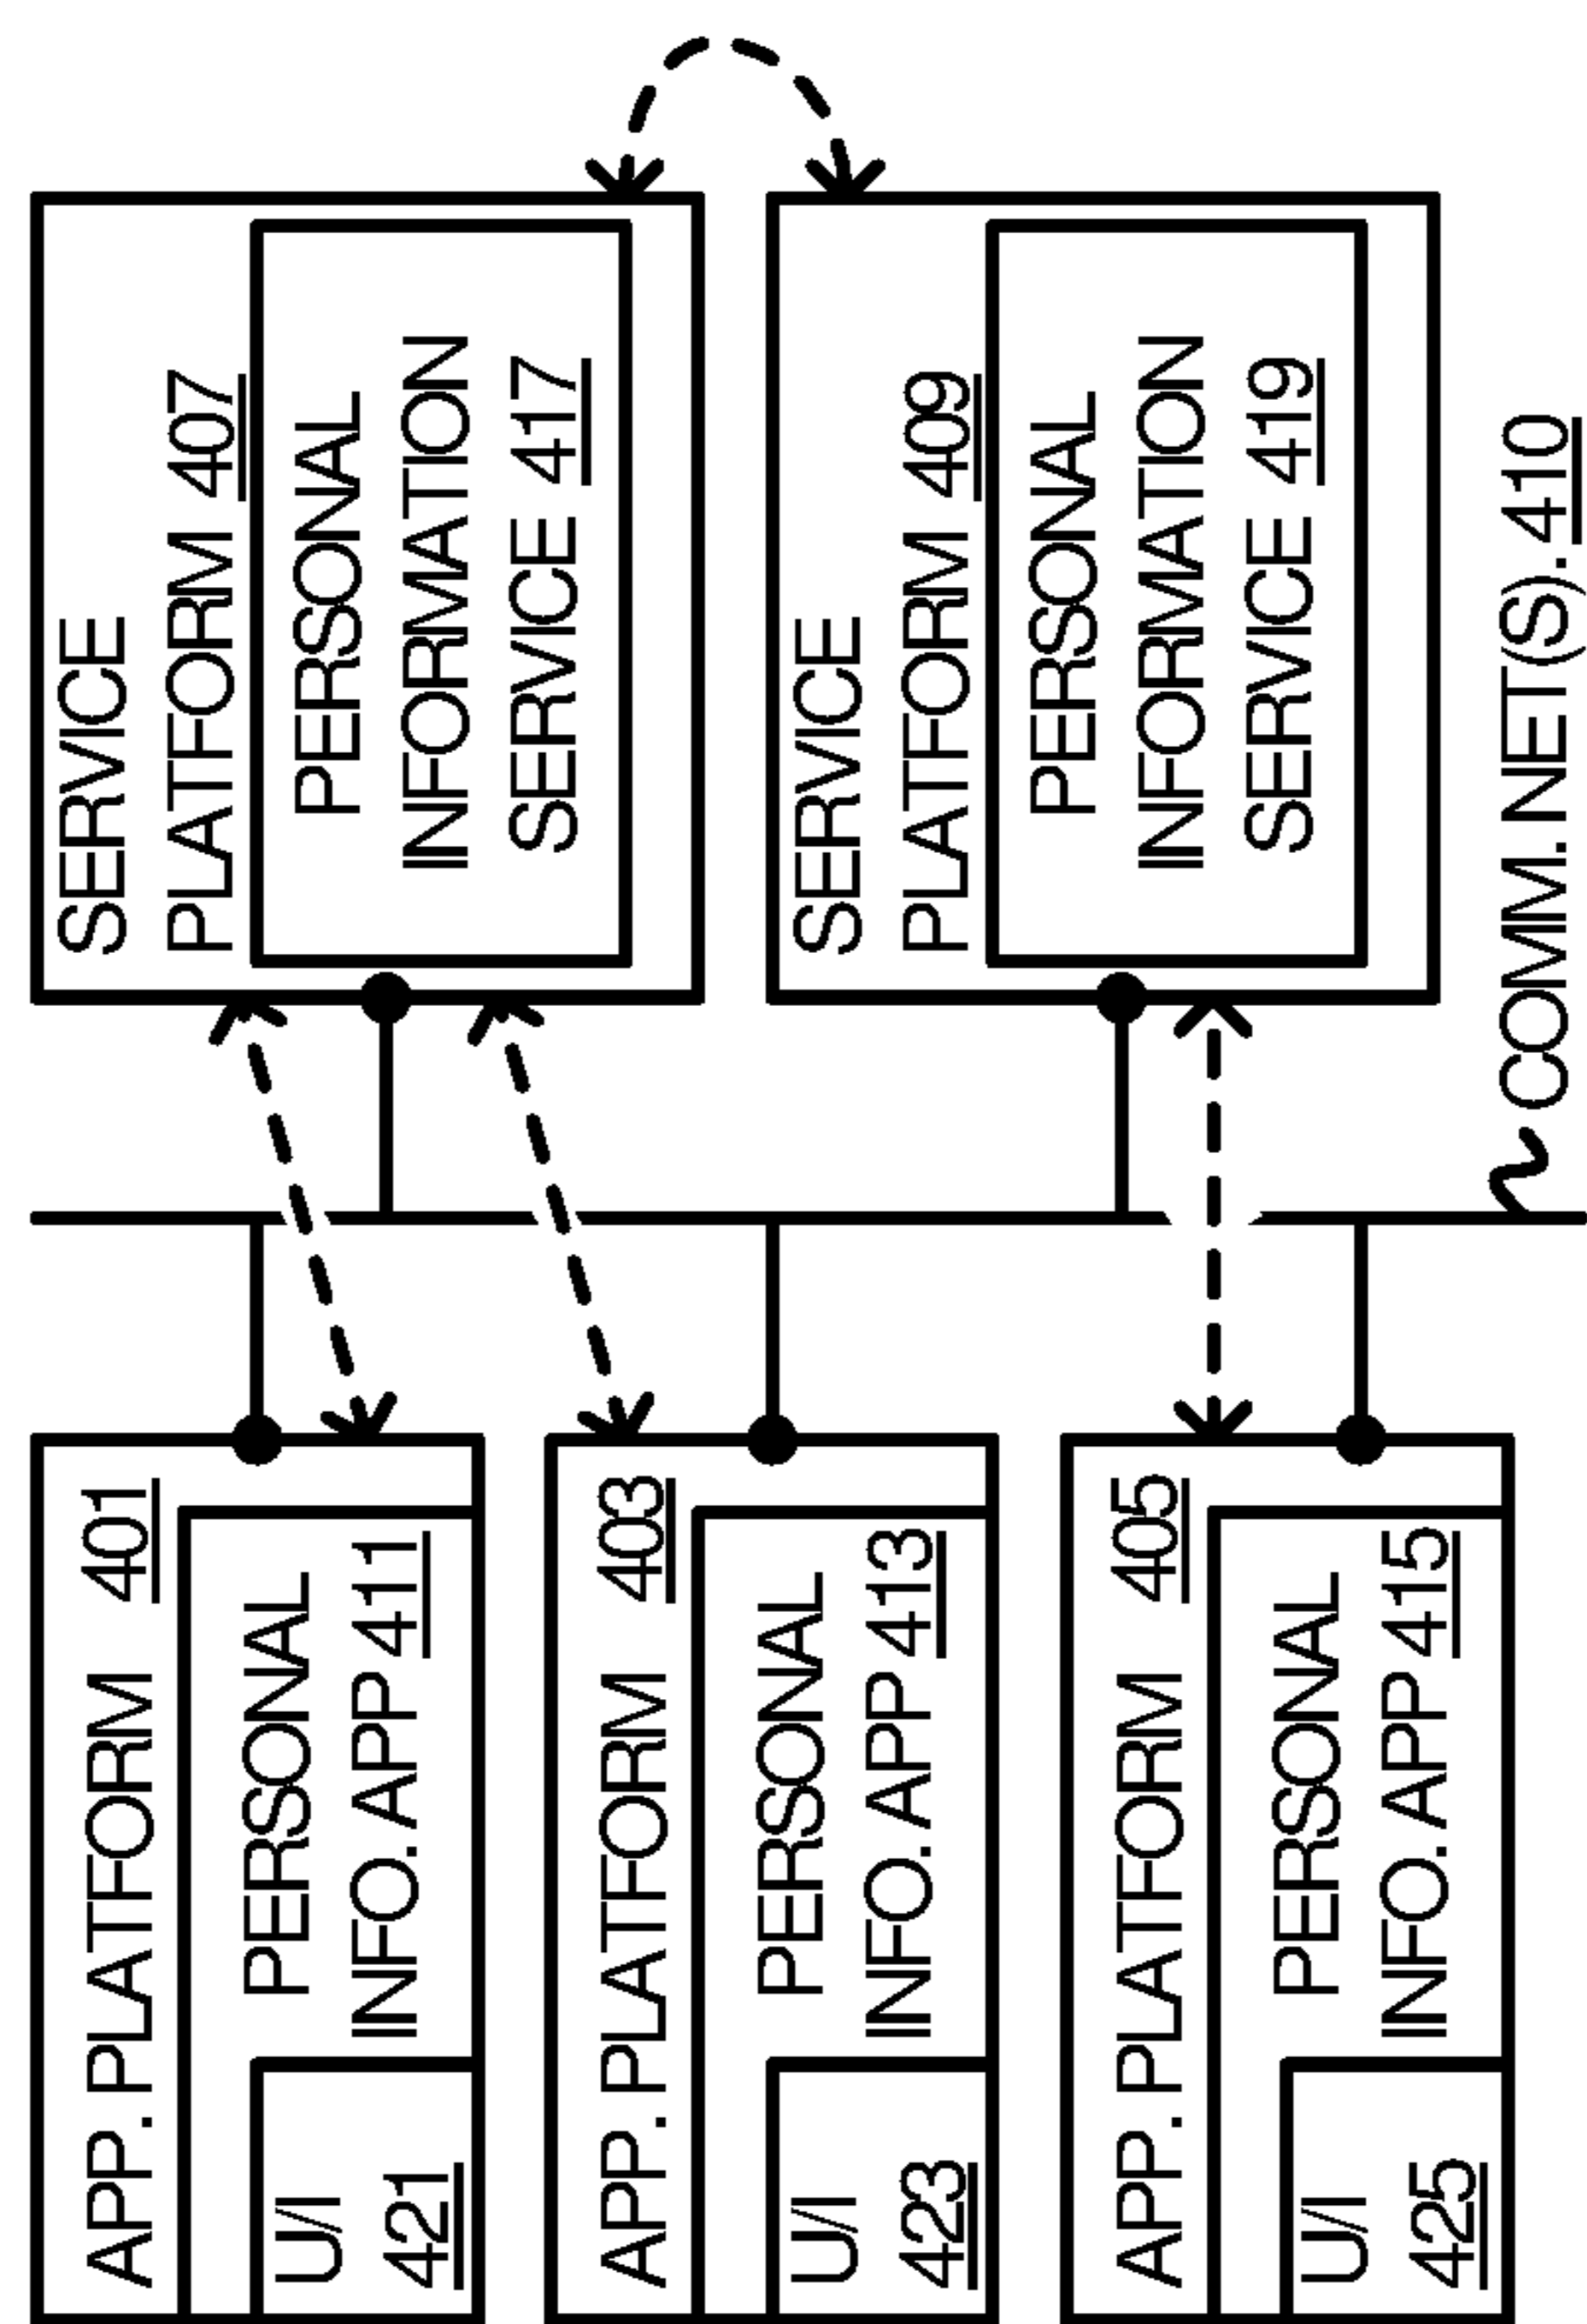 APP. PLATFORM 401
PERSONAL
INFO. APP 411
U/I
421
APP. PLATFORM 403
PERSONAL
INFO. APP 413
U/I
423
APP. PLATFORM 405
PERSONAL
INFO. APP 415
U/I
425
SERVICE
PLATFORM 407
PERSONAL
INFORMATION
SERVICE 417
SERVICE
PLATFORM 409
PERSONAL
INFORMATION
SERVICE 419
COMM. NET(S). 410